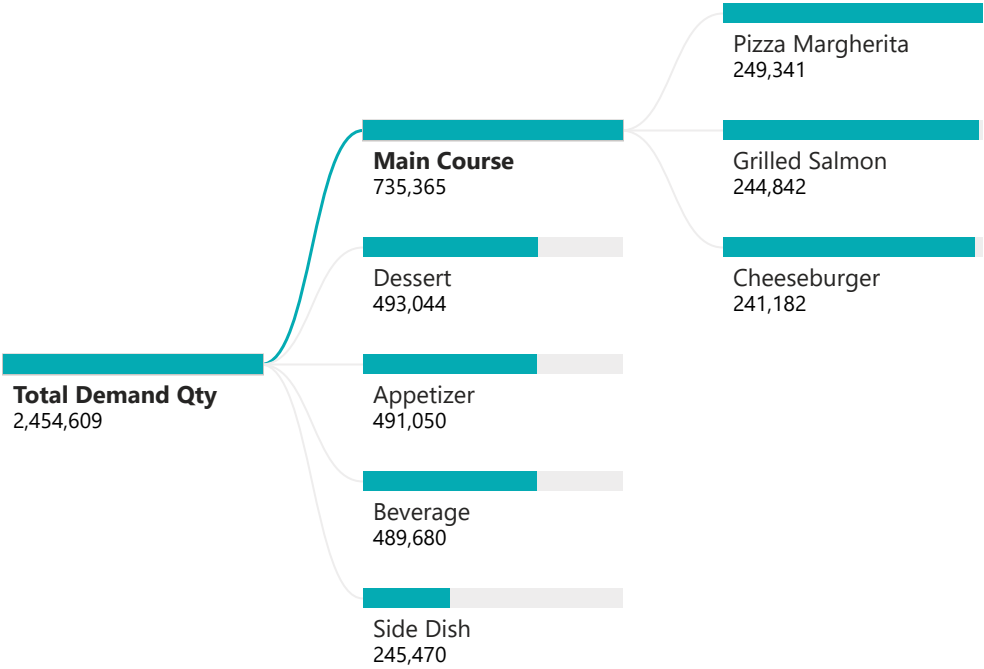 Total Demand Qty
2,454,609
Main Course
735,365
Dessert
493,044
Appetizer
491,050
Beverage
489,680
Side Dish
245,470
Pizza Margherita
249,341
Grilled Salmon
244,842
Cheeseburger
241,182